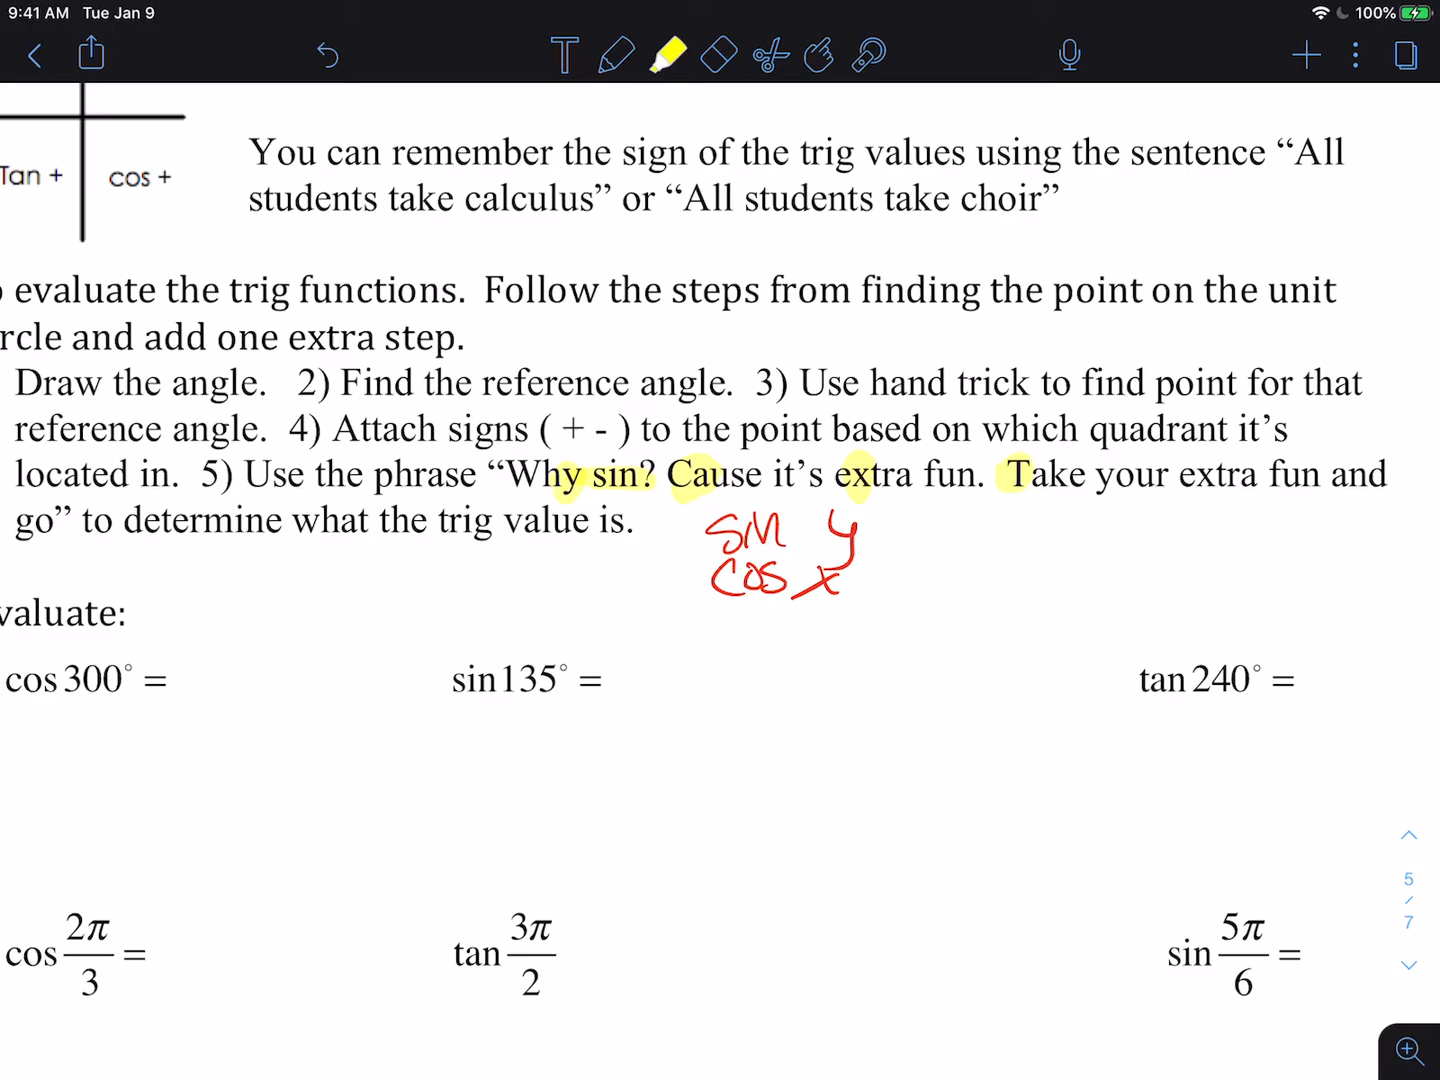 9:41 AM Tue Jan 9
100%
Tan +
cos +
You can remember the sign of the trig values using the sentence “All
students take calculus” or “All students take choir”
evaluate the trig functions. Follow the steps from finding the point on the unit
rcle and add one extra step.
Draw the angle. 2) Find the reference angle. 3) Use hand trick to find point for that
reference angle. 4) Attach signs ( + - ) to the point based on which quadrant it’s
located in. 5) Use the phrase “Why sin? Cause it’s extra fun. Take your extra fun and
go” to determine what the trig value is.
sin y
cos x
valuate:
cos 300° =
sin 135° =
tan 240° =
cos 2π/3 =
tan 3π/2
sin 5π/6 =
5
/
7